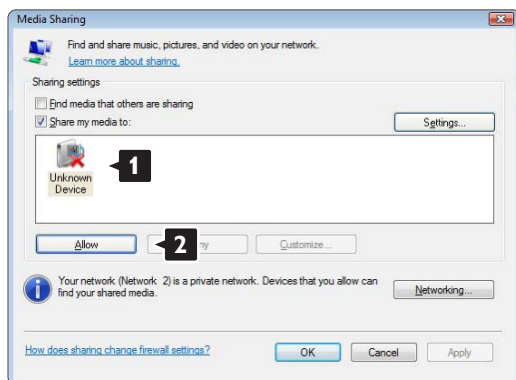 Media Sharing
Find and share music, pictures, and video on your network.
Learn more about sharing.
Sharing settings
Find media that others are sharing
Share my media to:
Settings...
Unknown
Device
1
Allow
2
Customize...
Your network (Network 2) is a private network. Devices that you allow can
find your shared media.
Networking...
How does sharing change firewall settings?
OK
Cancel
Apply